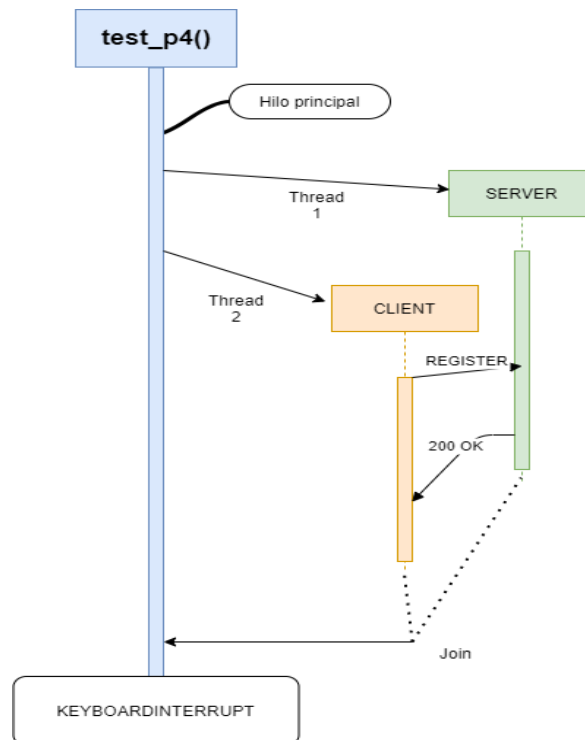 test_p4()
Hilo principal
Thread
1
SERVER
Thread
2
CLIENT
REGISTER
200 OK
Join
KEYBOARDINTERRUPT